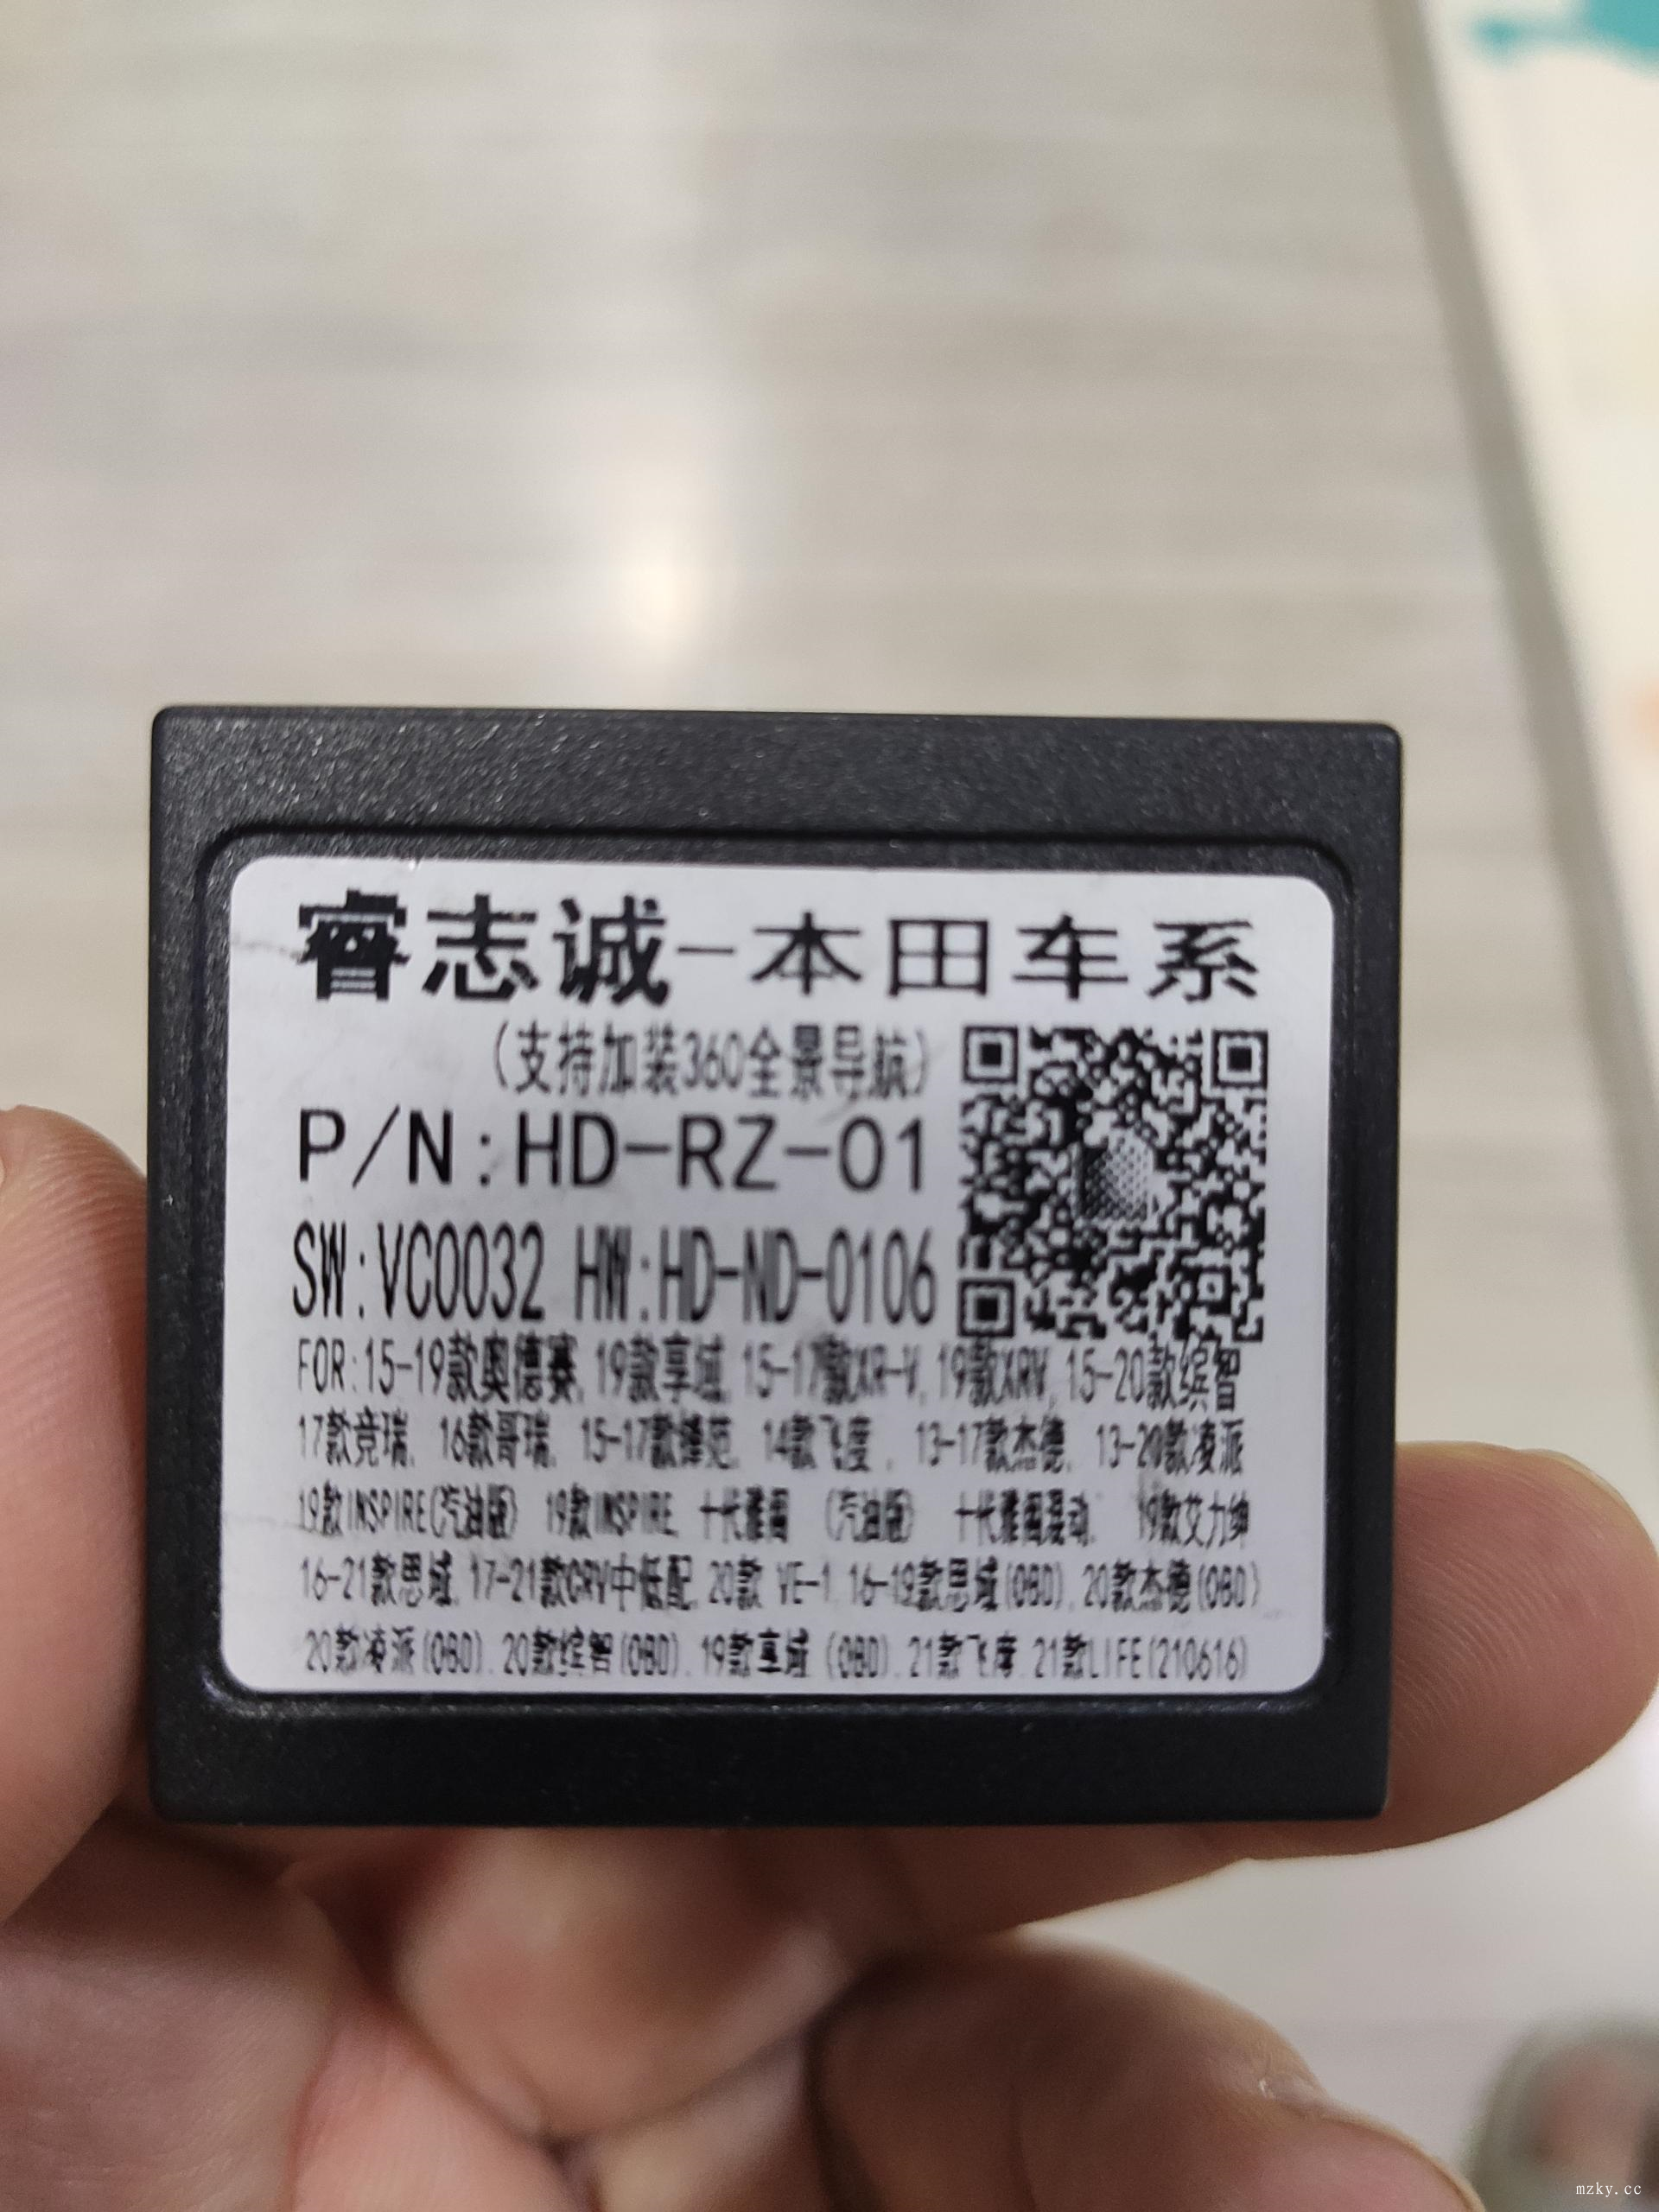 睿志诚-本田车系
(支持加装360全景导航)
P/N:HD-RZ-01
SW:VC0032 HW:HD-ND-0106
FOR:15-19款奥德赛,19款享域,15-17款XR-V,19款XRV,15-20款缤智
17款竞瑞, 16款哥瑞, 15-17款锋范, 14款飞度, 13-17款杰德, 13-20款凌派
19款INSPIRE(汽油版) 19款INSPIRE, 十代雅阁 (汽油版) 十代雅阁混动, 19款艾力绅
16-21款思域,17-21款CRV中低配,20款 VE-1,16-19款思域(OBD),20款杰德(OBD)
20款凌派(OBD),20款缤智(OBD),19款享域 (OBD),21款飞度,21款LIFE(210616)
mzky.cc